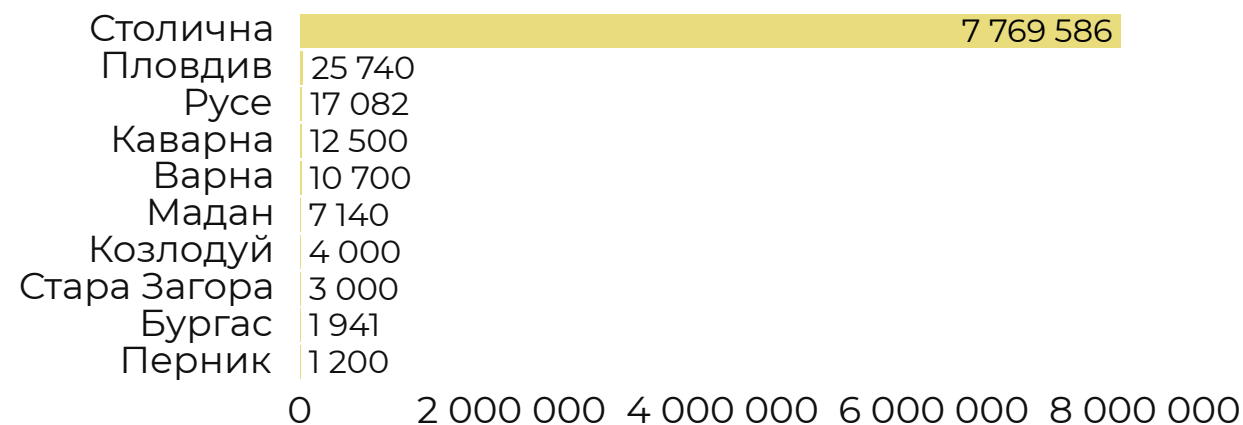 Столична 7 769 586
Пловдив 25 740
Русе 17 082
Каварна 12 500
Варна 10 700
Мадан 7 140
Козлодуй 4 000
Стара Загора 3 000
Бургас 1 941
Перник 1 200
0 2 000 000 4 000 000 6 000 000 8 000 000